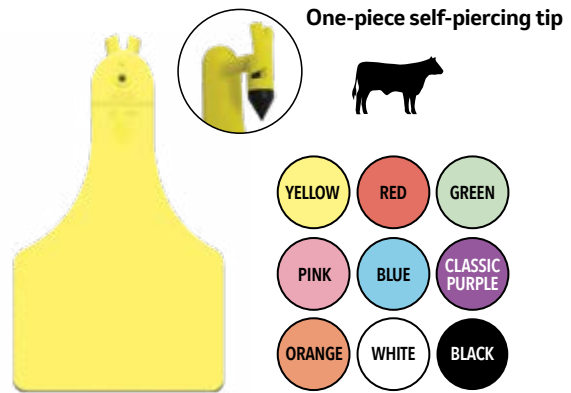 One-piece self-piercing tip
YELLOW
RED
GREEN
PINK
BLUE
CLASSIC
PURPLE
ORANGE
WHITE
BLACK